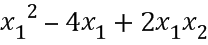 x₁² − 4x₁ + 2x₁x₂